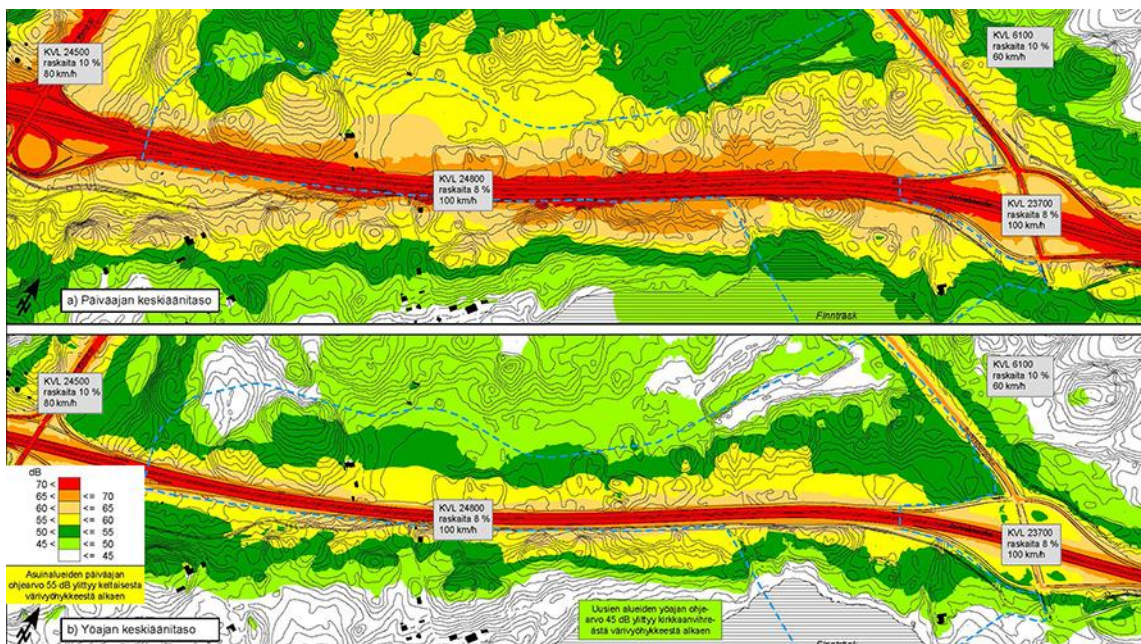 KVL 24500
raskaita 10 %
80 km/h
KVL 6100
raskaita 10 %
60 km/h
KVL 24800
raskaita 8 %
100 km/h
KVL 23700
raskaita 8 %
100 km/h
a) Päiväajan keskiäänitaso
Finnträsk
KVL 24500
raskaita 10 %
80 km/h
KVL 6100
raskaita 10 %
60 km/h
dB
70 <
65 < <= 70
60 < <= 65
55 < <= 60
50 < <= 55
45 < <= 50
<= 45
KVL 24800
raskaita 8 %
100 km/h
KVL 23700
raskaita 8 %
100 km/h
Asuinalueiden päiväajan
ohjearvo 55 dB ylittyy keltaisesta
värivyöhykkeestä alkaen
Uusien alueiden yöajan ohje-
arvo 45 dB ylittyy kirkkaanvihre-
ästä värivyöhykkeestä alkaen
b) Yöajan keskiäänitaso
Finnträsk